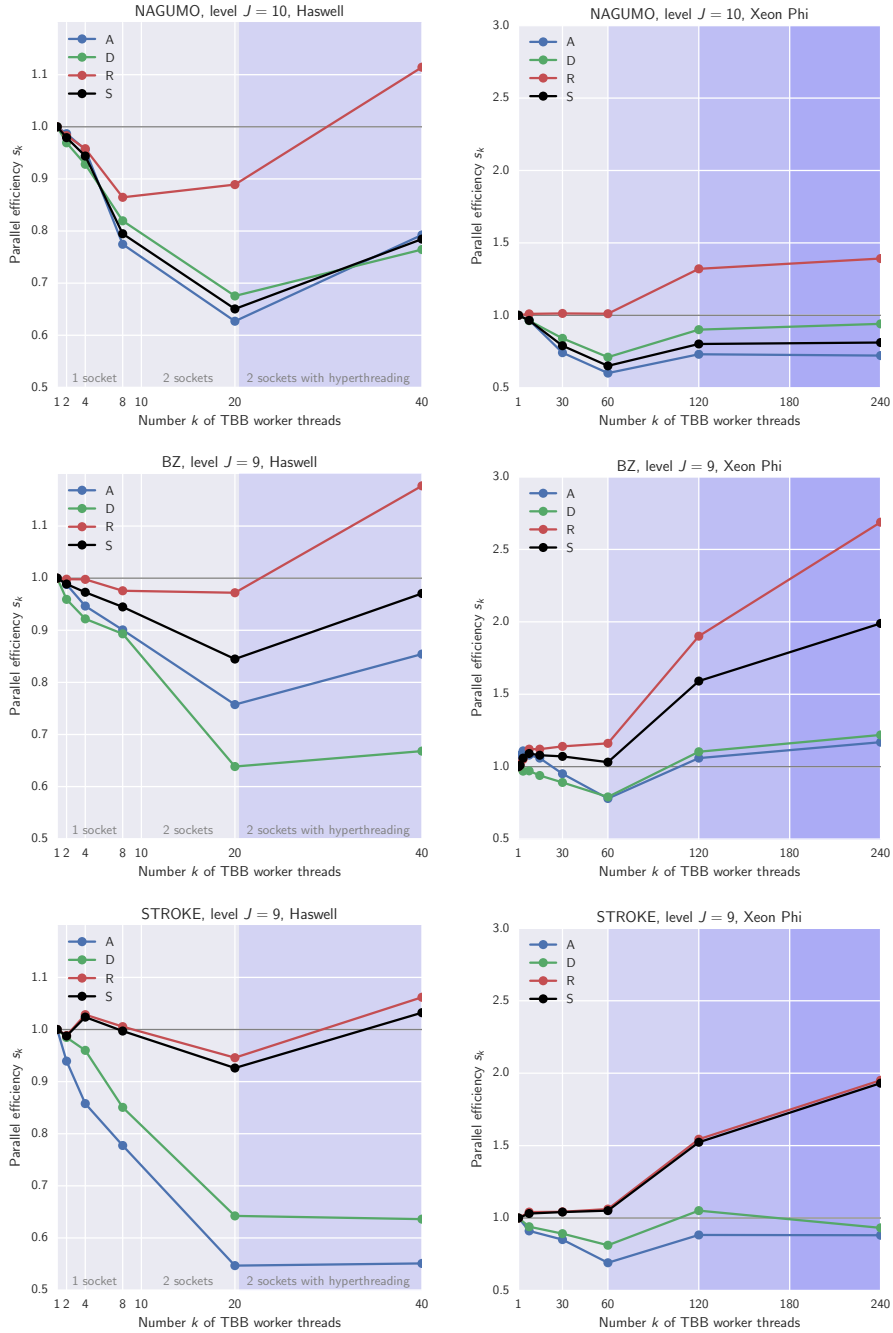 NAGUMO, level J = 10, Haswell
A
D
R
S
1.1
1.0
0.9
0.8
0.7
0.6
0.5
Parallel efficiency sk
1 socket
2 sockets
2 sockets with hyperthreading
1 2 4 8 10 20 40
Number k of TBB worker threads
NAGUMO, level J = 10, Xeon Phi
A
D
R
S
3.0
2.5
2.0
1.5
1.0
0.5
Parallel efficiency sk
1 30 60 120 180 240
Number k of TBB worker threads
BZ, level J = 9, Haswell
A
D
R
S
1.1
1.0
0.9
0.8
0.7
0.6
0.5
Parallel efficiency sk
1 socket
2 sockets
2 sockets with hyperthreading
1 2 4 8 10 20 40
Number k of TBB worker threads
BZ, level J = 9, Xeon Phi
A
D
R
S
3.0
2.5
2.0
1.5
1.0
0.5
Parallel efficiency sk
1 30 60 120 180 240
Number k of TBB worker threads
STROKE, level J = 9, Haswell
A
D
R
S
1.1
1.0
0.9
0.8
0.7
0.6
0.5
Parallel efficiency sk
1 socket
2 sockets
2 sockets with hyperthreading
1 2 4 8 10 20 40
Number k of TBB worker threads
STROKE, level J = 9, Xeon Phi
A
D
R
S
3.0
2.5
2.0
1.5
1.0
0.5
Parallel efficiency sk
1 30 60 120 180 240
Number k of TBB worker threads